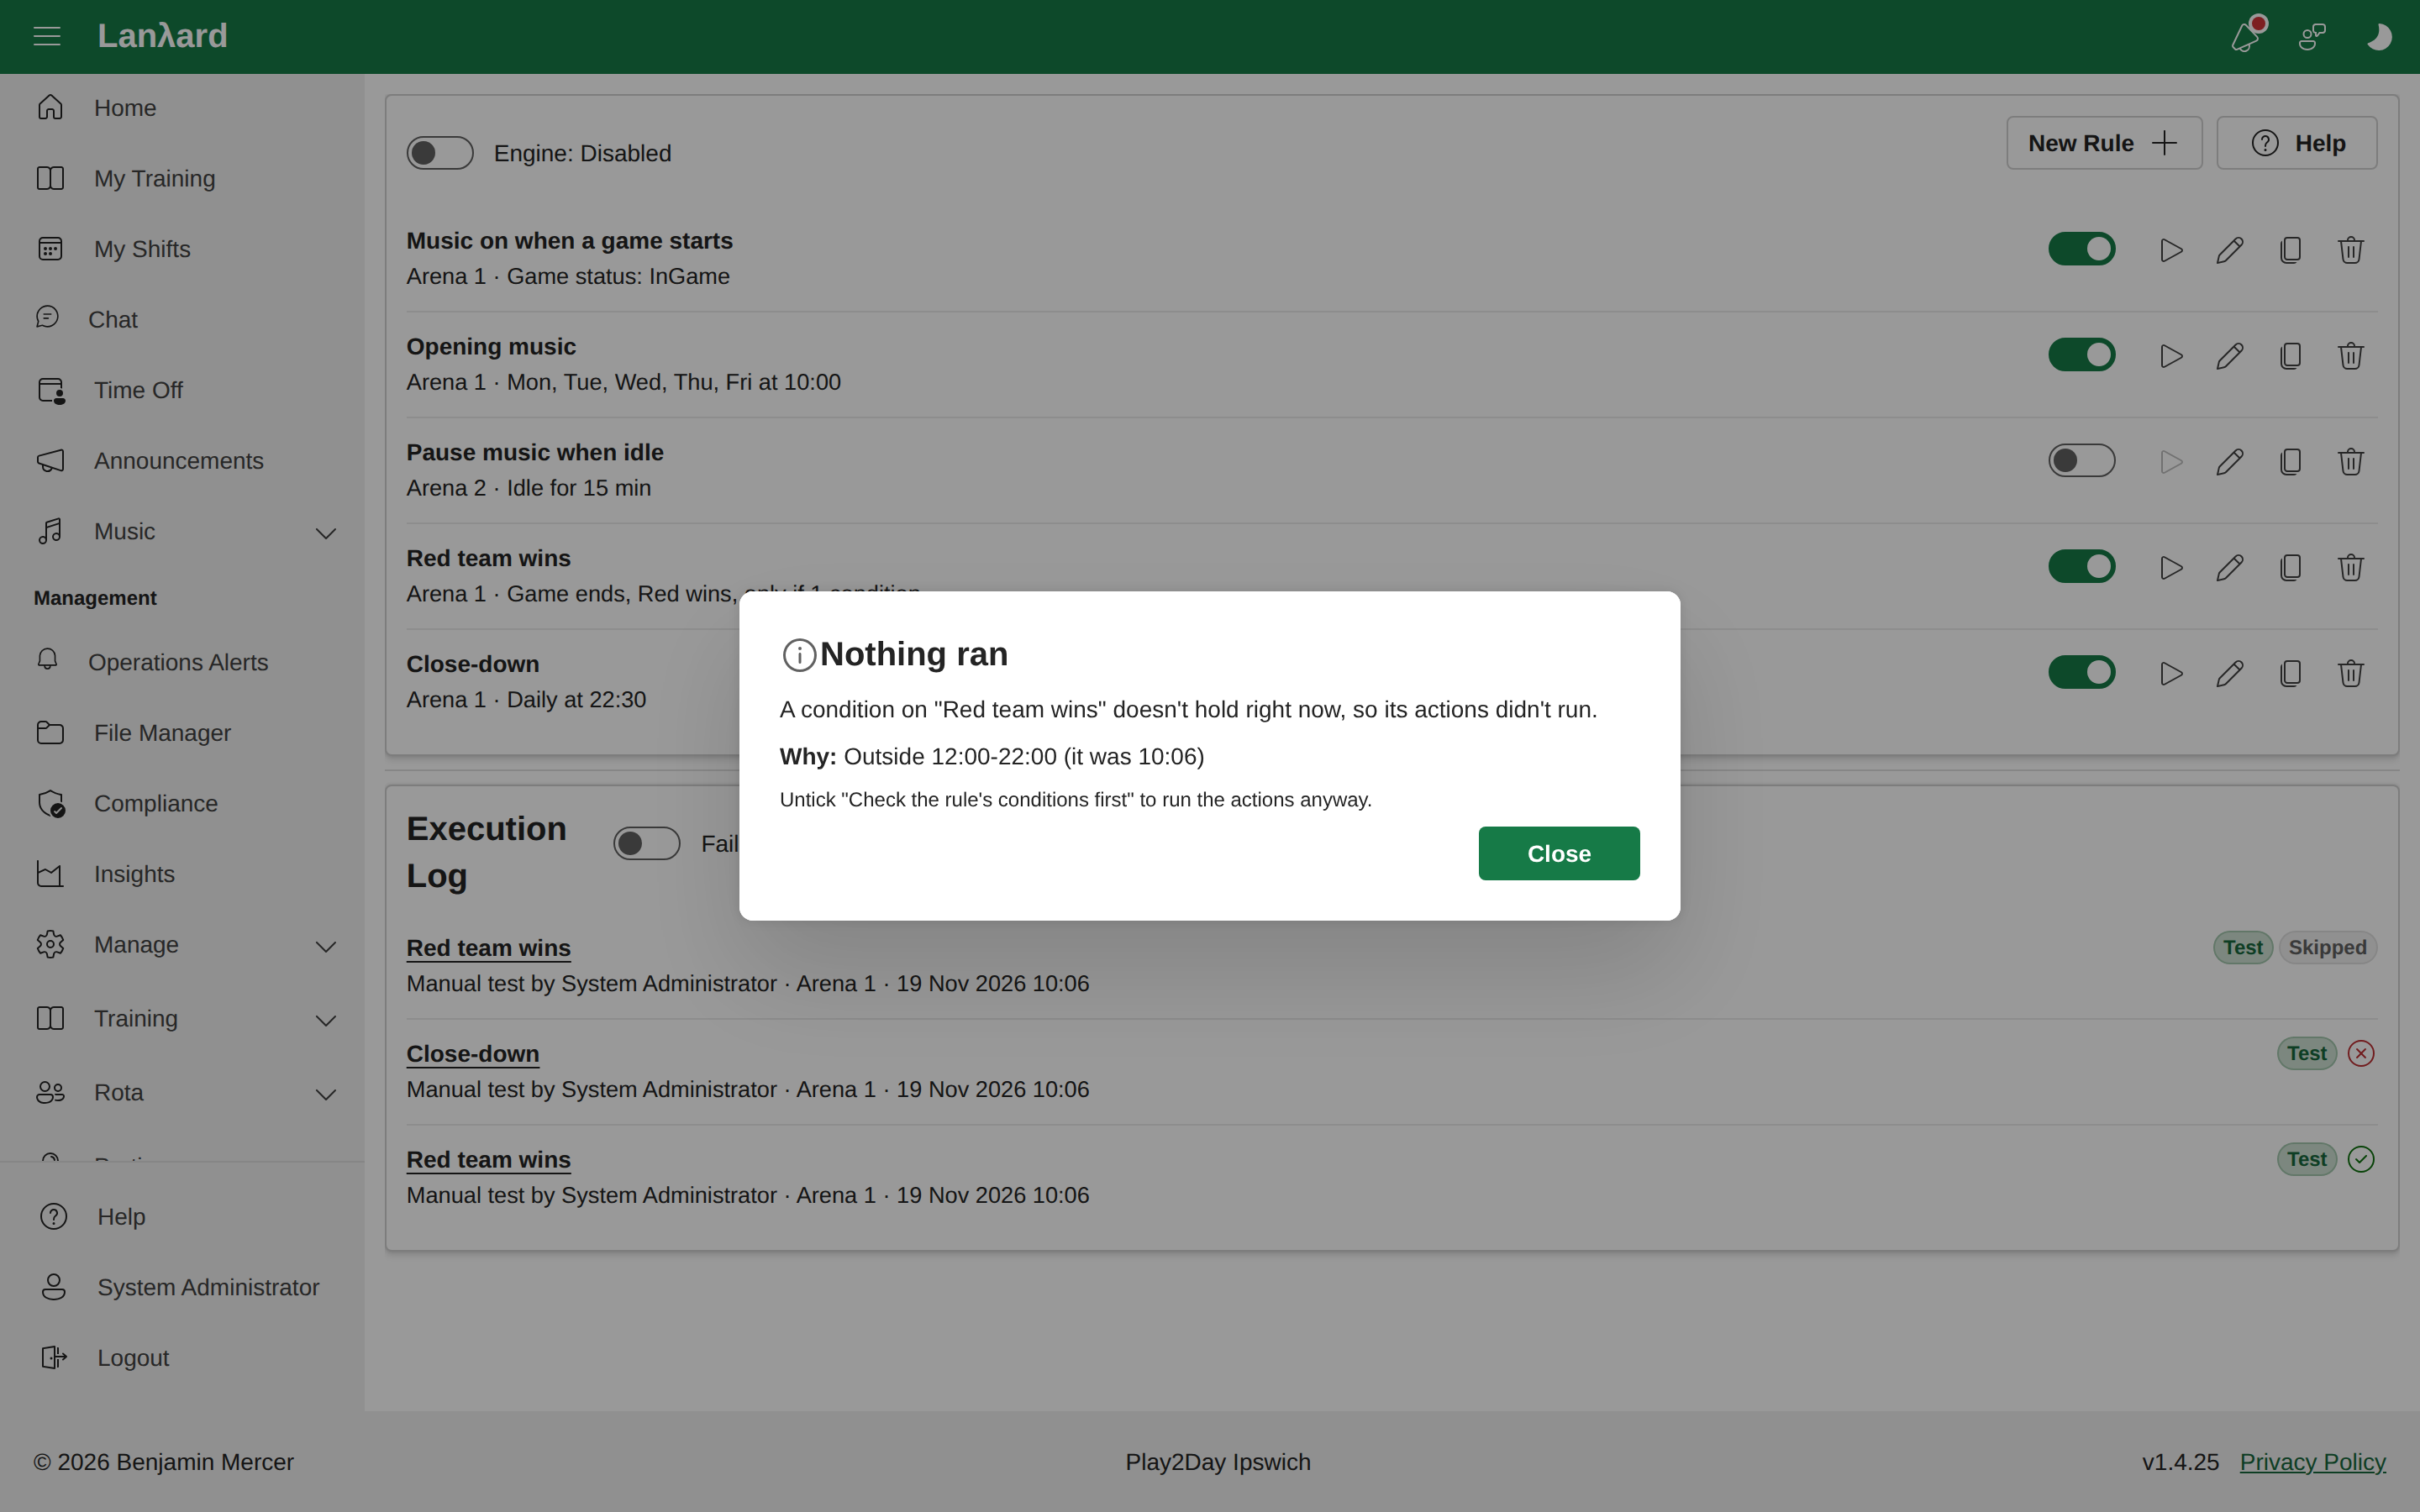 Lanλard
Home
My Training
My Shifts
Chat
Time Off
Announcements
Music
Management
Operations Alerts
File Manager
Compliance
Insights
Manage
Training
Rota
Help
System Administrator
Logout
Engine: Disabled
New Rule
Help
Music on when a game starts
Arena 1 · Game status: InGame
Opening music
Arena 1 · Mon, Tue, Wed, Thu, Fri at 10:00
Pause music when idle
Arena 2 · Idle for 15 min
Red team wins
Arena 1 · Game ends, Red wins, only if 1 condition
Close-down
Arena 1 · Daily at 22:30
Nothing ran
A condition on "Red team wins" doesn't hold right now, so its actions didn't run.
Why: Outside 12:00-22:00 (it was 10:06)
Untick "Check the rule's conditions first" to run the actions anyway.
Close
Execution
Log
Fail
Red team wins
Test
Skipped
Manual test by System Administrator · Arena 1 · 19 Nov 2026 10:06
Close-down
Test
Manual test by System Administrator · Arena 1 · 19 Nov 2026 10:06
Red team wins
Test
Manual test by System Administrator · Arena 1 · 19 Nov 2026 10:06
© 2026 Benjamin Mercer
Play2Day Ipswich
v1.4.25
Privacy Policy